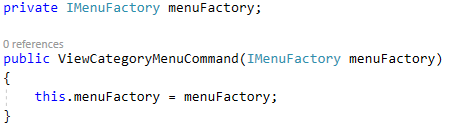 private IMenuFactory menuFactory;
0 references
public ViewCategoryMenuCommand(IMenuFactory menuFactory)
{
this.menuFactory = menuFactory;
}